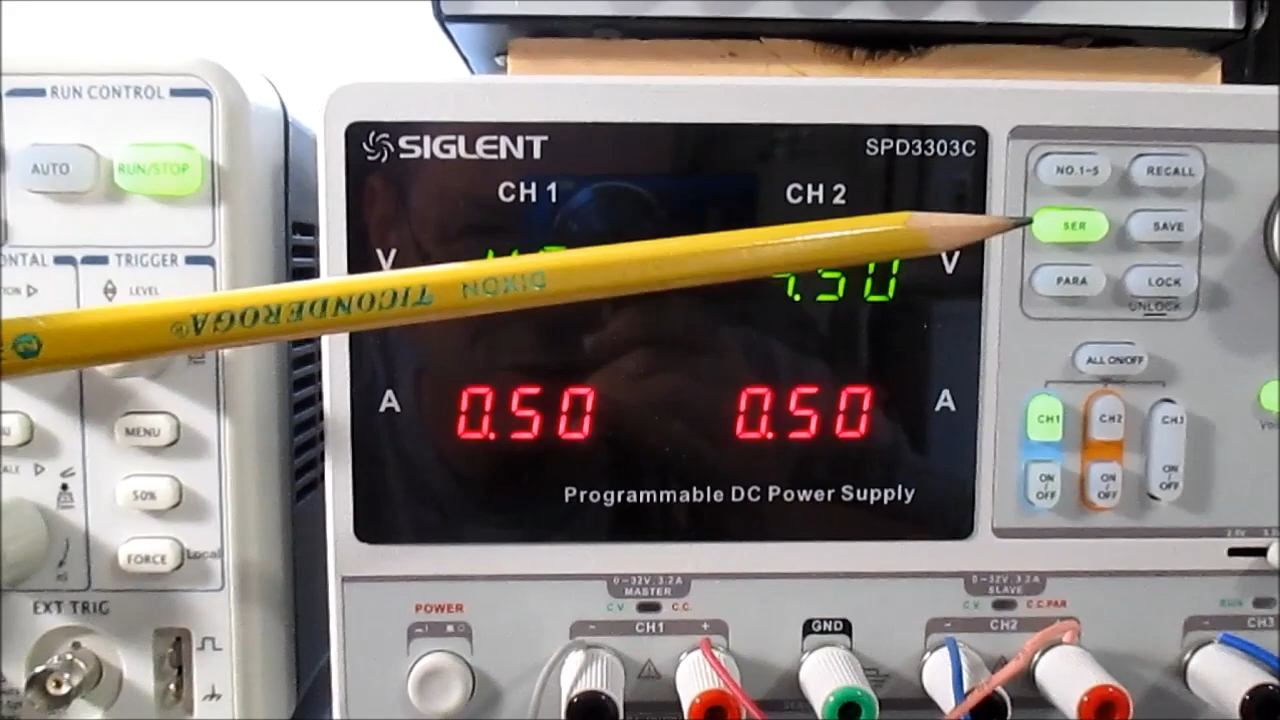 RUN CONTROL
AUTO
RUN/STOP
TRIGGER
LEVEL
MENU
50%
FORCE
Local
EXT TRIG
SIGLENT
SPD3303C
CH 1
CH 2
V
V
TICONDEROGA®
DIXON
A
0.50
0.50
A
Programmable DC Power Supply
NO.1-5
RECALL
SER
SAVE
PARA
LOCK
UNLOCK
ALL ON/OFF
CH1
CH2
CH3
ON/OFF
ON/OFF
ON/OFF
POWER
0~32V, 3.2A
MASTER
C.V.
C.C.
- CH1 +
GND
0~32V, 3.2A
SLAVE
C.V.
C.C.PAR
- CH2
- CH3